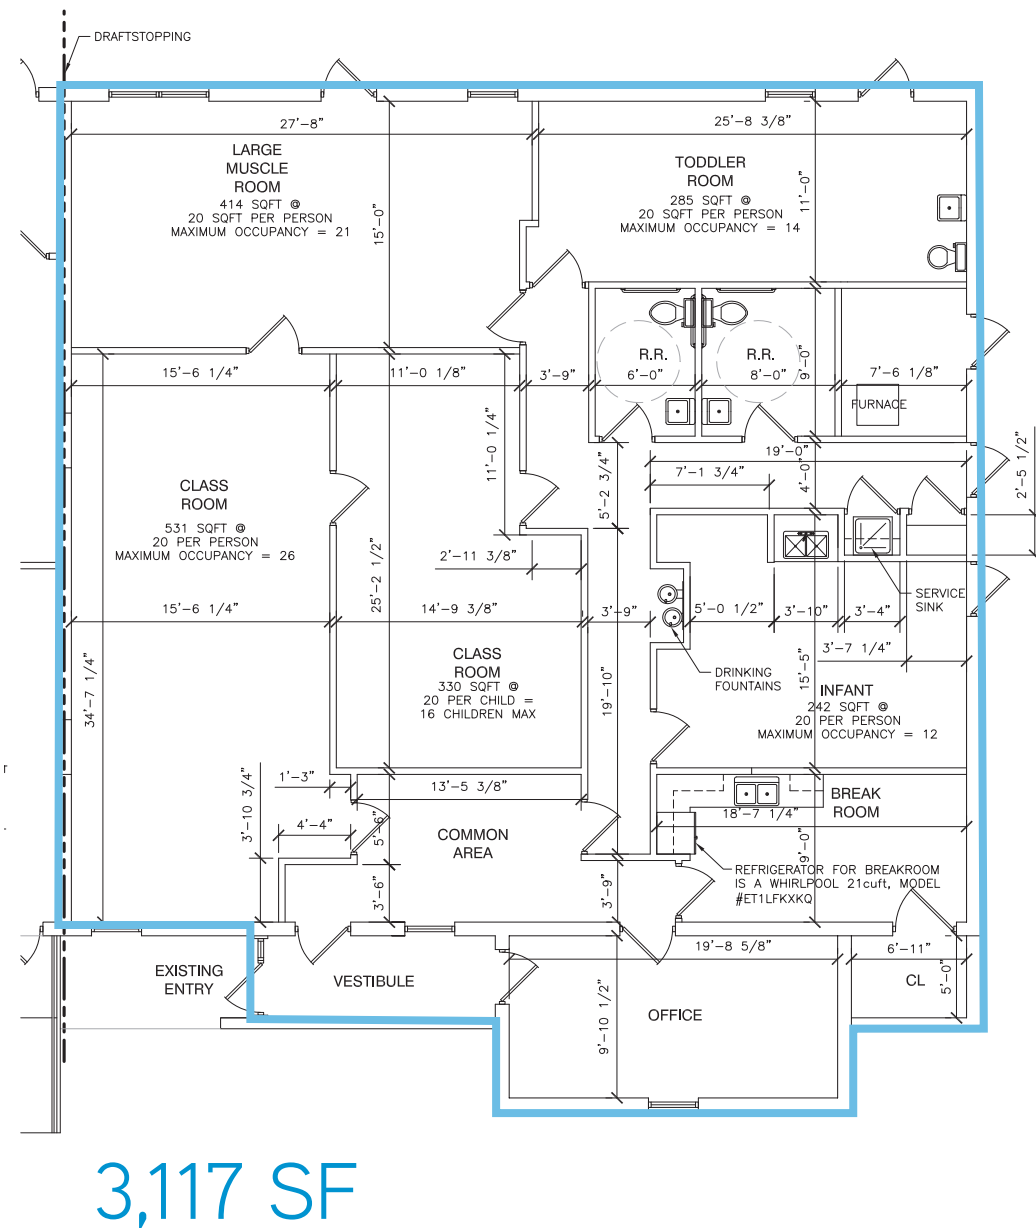 DRAFTSTOPPING
27'-8"
25'-8 3/8"
LARGE
MUSCLE
ROOM
414 SQFT @
20 SQFT PER PERSON
MAXIMUM OCCUPANCY = 21
15'-0"
TODDLER
ROOM
285 SQFT @
20 SQFT PER PERSON
MAXIMUM OCCUPANCY = 14
11'-0"
R.R.
R.R.
9'-0"
15'-6 1/4"
11'-0 1/8"
3'-9"
6'-0"
8'-0"
7'-6 1/8"
FURNACE
11'-0 1/4"
19'-0"
7'-1 3/4"
4'-0"
5'-2 3/4"
2'-5 1/2"
CLASS
ROOM
531 SQFT @
20 PER PERSON
MAXIMUM OCCUPANCY = 26
25'-2 1/2"
2'-11 3/8"
15'-6 1/4"
14'-9 3/8"
3'-9"
5'-0 1/2"
3'-10"
3'-4"
SERVICE
SINK
3'-7 1/4"
34'-7 1/4"
CLASS
ROOM
330 SQFT @
20 PER CHILD =
16 CHILDREN MAX
19'-10"
DRINKING
FOUNTAINS
15'-5"
INFANT
242 SQFT @
20 PER PERSON
MAXIMUM OCCUPANCY = 12
r
.
1'-3"
13'-5 3/8"
3'-10 3/4"
4'-4"
5'-6"
COMMON
AREA
BREAK
ROOM
18'-7 1/4"
9'-0"
3'-6"
3'-9"
REFRIGERATOR FOR BREAKROOM
IS A WHIRLPOOL 21cuft, MODEL
#ET1LFKXKQ
19'-8 5/8"
6'-11"
EXISTING
ENTRY
VESTIBULE
CL
5'-0"
9'-10 1/2"
OFFICE
3,117 SF